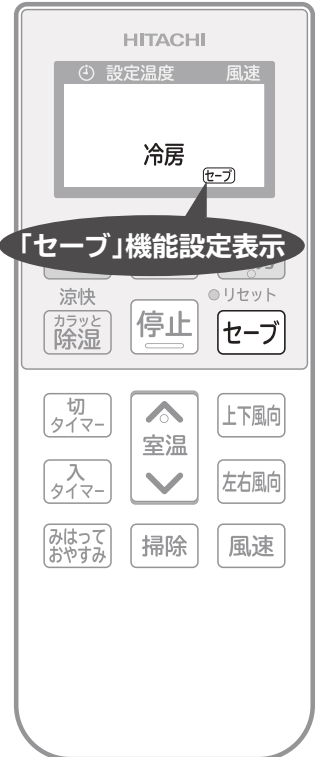 HITACHI
設定温度 風速
冷房
セーブ
「セーブ」機能設定表示
涼快 リセット
カラッと
除湿
停止
セーブ
切
タイマー
室温
上下風向
入
タイマー
左右風向
みはって
おやすみ
掃除
風速